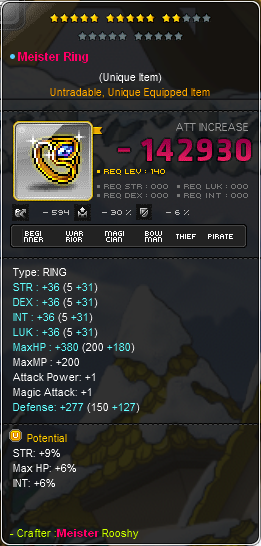 Meister Ring
(Unique Item)
Untradable, Unique Equipped Item
ATT INCREASE
- 142930
REQ LEV : 140
REQ STR : 000 REQ LUK : 000
REQ DEX : 000 REQ INT : 000
- 594 - 30 % - 6 %
BEGINNER WARRIOR MAGICIAN BOWMAN THIEF PIRATE
Type: RING
STR : +36 (5 +31)
DEX : +36 (5 +31)
INT : +36 (5 +31)
LUK : +36 (5 +31)
MaxHP : +380 (200 +180)
MaxMP : +200
Attack Power: +1
Magic Attack: +1
Defense: +277 (150 +127)
Potential
STR: +9%
Max HP: +6%
INT: +6%
- Crafter :Meister Rooshy